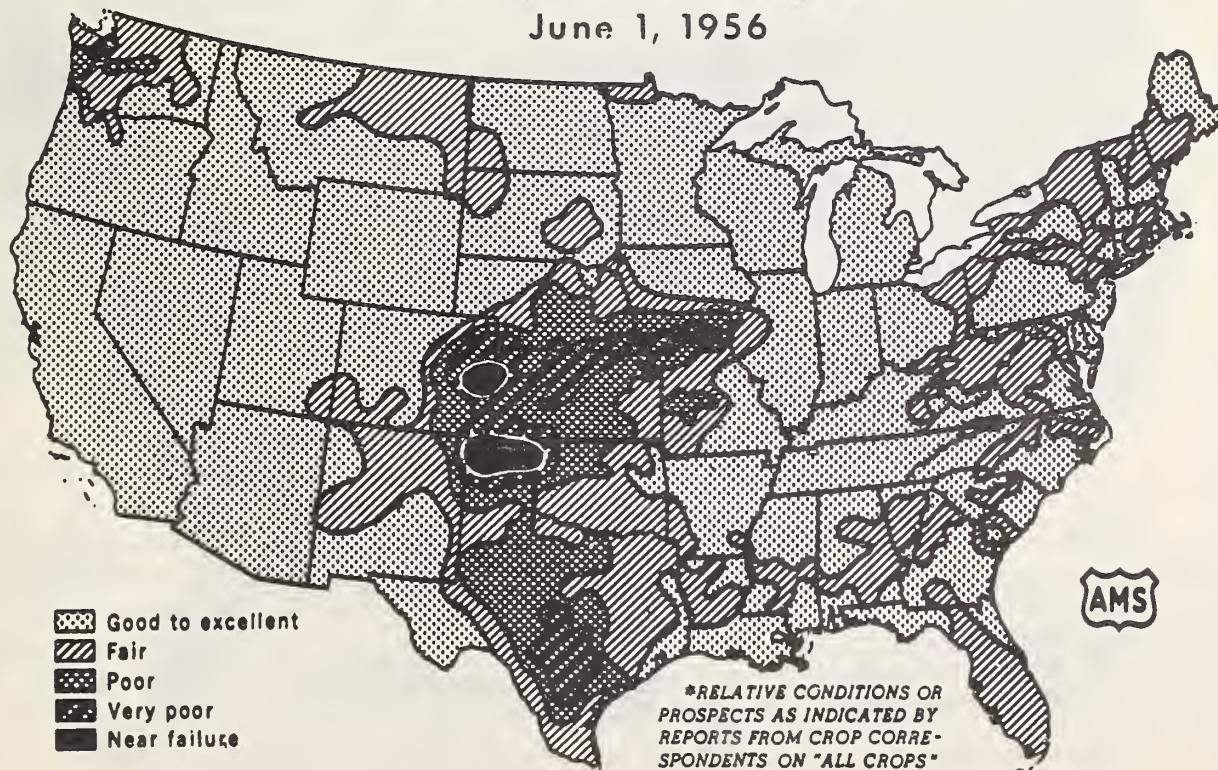 June 1, 1956
Good to excellent
Fair
Poor
Very poor
Near failure
AMS
*RELATIVE CONDITIONS OR
PROSPECTS AS INDICATED BY
REPORTS FROM CROP CORRE-
SPONDENTS ON "ALL CROPS"